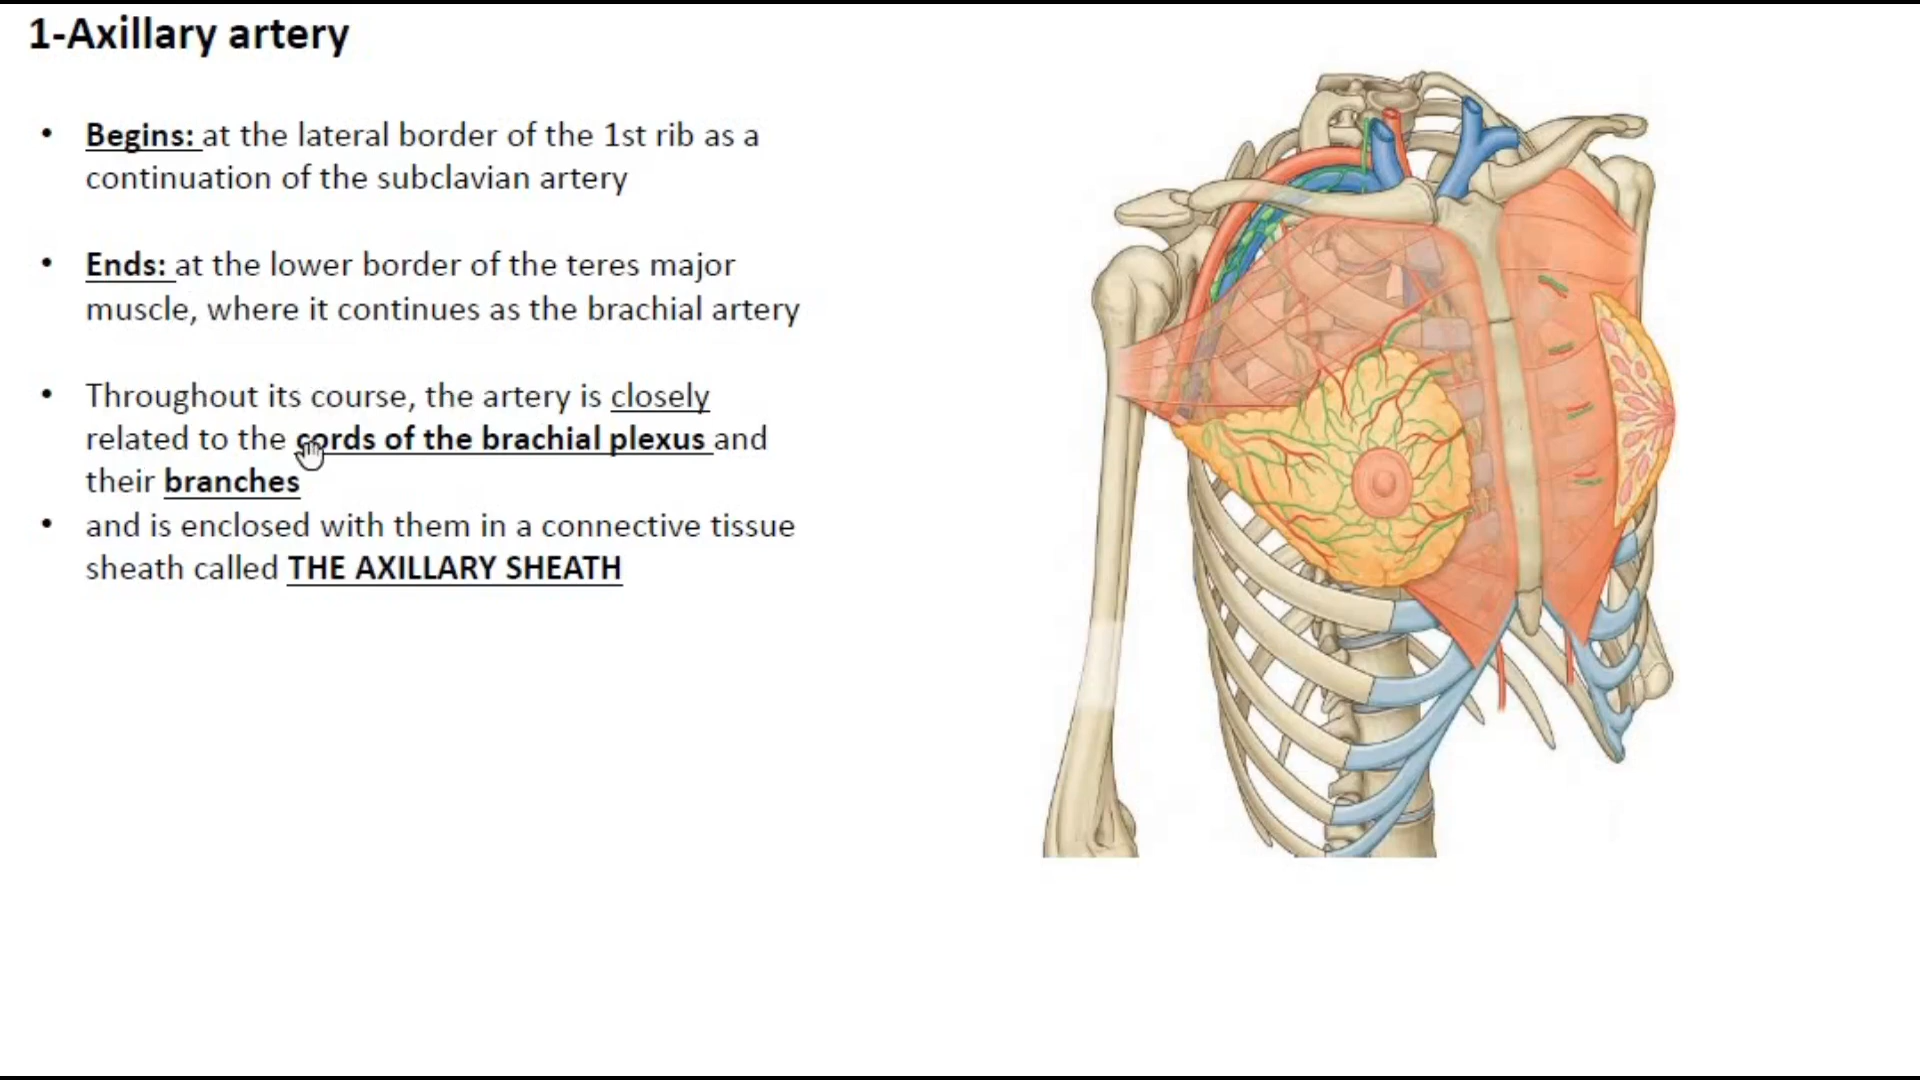 1-Axillary artery
• Begins: at the lateral border of the 1st rib as a
continuation of the subclavian artery
• Ends: at the lower border of the teres major
muscle, where it continues as the brachial artery
• Throughout its course, the artery is closely
related to the cords of the brachial plexus and
their branches
• and is enclosed with them in a connective tissue
sheath called THE AXILLARY SHEATH